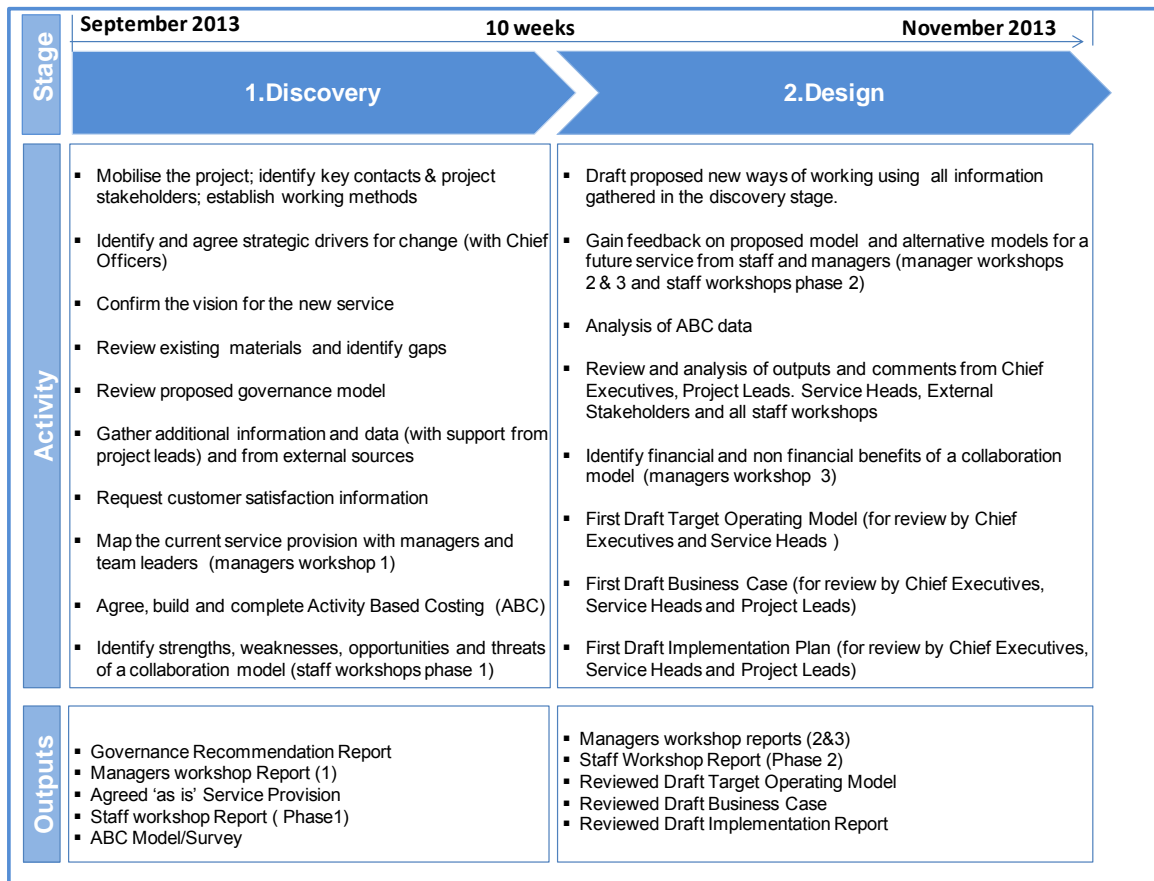 September 2013
10 weeks
November 2013
Stage
1.Discovery
2.Design
Activity
▪ Mobilise the project; identify key contacts & project
stakeholders; establish working methods
▪ Identify and agree strategic drivers for change (with Chief
Officers)
▪ Confirm the vision for the new service
▪ Review existing materials and identify gaps
▪ Review proposed governance model
▪ Gather additional information and data (with support from
project leads) and from external sources
▪ Request customer satisfaction information
▪ Map the current service provision with managers and
team leaders (managers workshop 1)
▪ Agree, build and complete Activity Based Costing (ABC)
▪ Identify strengths, weaknesses, opportunities and threats
of a collaboration model (staff workshops phase 1)
▪ Draft proposed new ways of working using all information
gathered in the discovery stage.
▪ Gain feedback on proposed model and alternative models for a
future service from staff and managers (manager workshops
2 & 3 and staff workshops phase 2)
▪ Analysis of ABC data
▪ Review and analysis of outputs and comments from Chief
Executives, Project Leads. Service Heads, External
Stakeholders and all staff workshops
▪ Identify financial and non financial benefits of a collaboration
model (managers workshop 3)
▪ First Draft Target Operating Model (for review by Chief
Executives and Service Heads )
▪ First Draft Business Case (for review by Chief Executives,
Service Heads and Project Leads)
▪ First Draft Implementation Plan (for review by Chief Executives,
Service Heads and Project Leads)
Outputs
▪ Governance Recommendation Report
▪ Managers workshop Report (1)
▪ Agreed ‘as is’ Service Provision
▪ Staff workshop Report ( Phase1)
▪ ABC Model/Survey
▪ Managers workshop reports (2&3)
▪ Staff Workshop Report (Phase 2)
▪ Reviewed Draft Target Operating Model
▪ Reviewed Draft Business Case
▪ Reviewed Draft Implementation Report